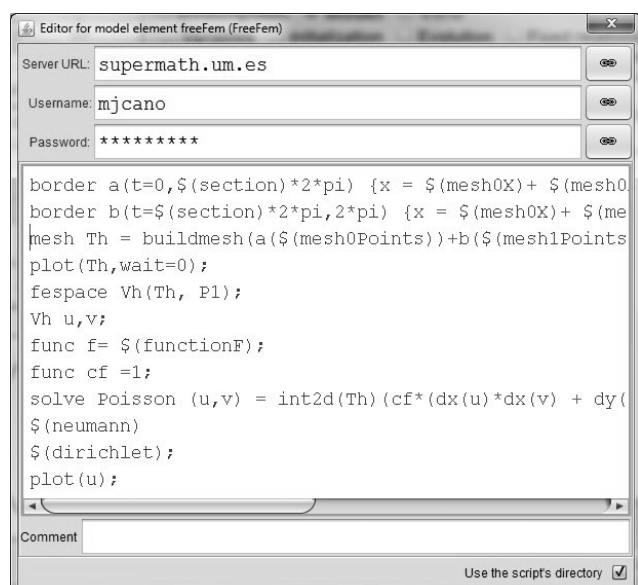 Editor for model element freeFem (FreeFem)
Server URL: supermath.um.es
Username: mjcano
Password: *********
border a(t=0,$(section)*2*pi) {x = $(mesh0X)+ $(mesh0
border b(t=$(section)*2*pi,2*pi) {x = $(mesh0X)+ $(me
mesh Th = buildmesh(a($(mesh0Points))+b($(mesh1Points
plot(Th,wait=0);
fespace Vh(Th, P1);
Vh u,v;
func f= $(functionF);
func cf =1;
solve Poisson (u,v) = int2d(Th)(cf*(dx(u)*dx(v) + dy(
$(neumann)
$(dirichlet);
plot(u);
Comment
Use the script's directory